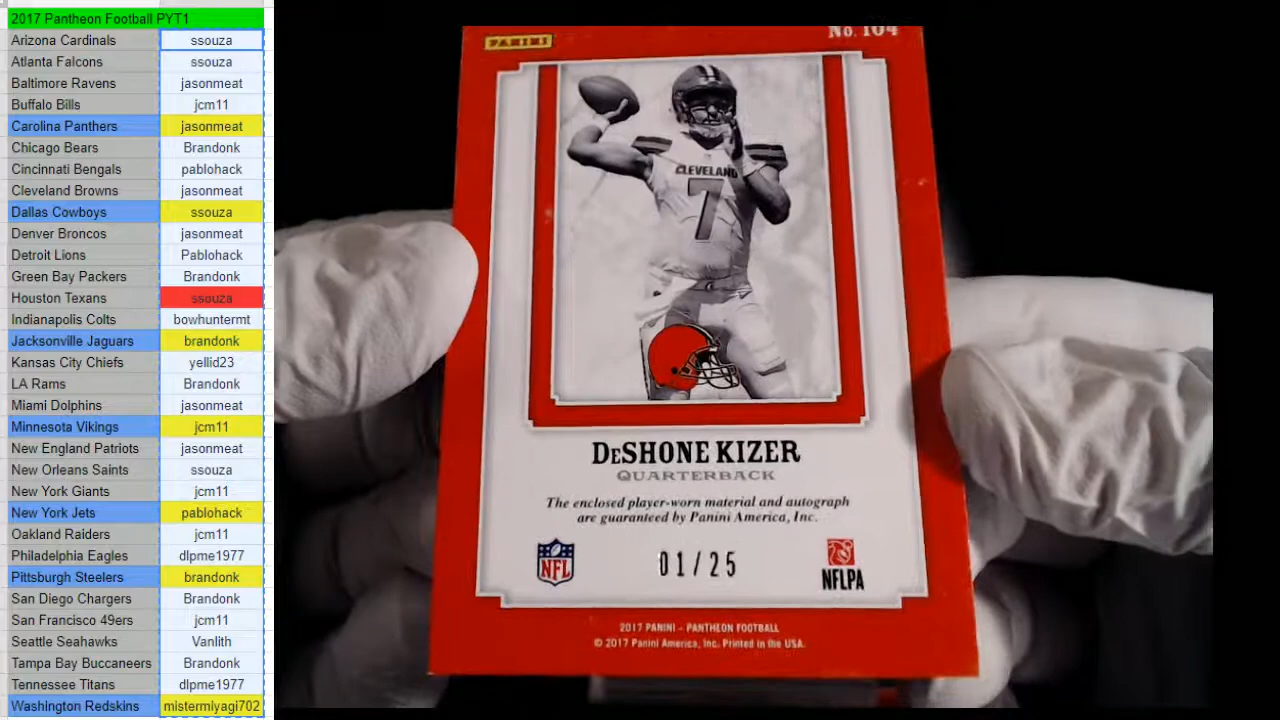 2017 Pantheon Football PYT1
Arizona Cardinals ssouza
Atlanta Falcons ssouza
Baltimore Ravens jasonmeat
Buffalo Bills jcm11
Carolina Panthers jasonmeat
Chicago Bears Brandonk
Cincinnati Bengals pablohack
Cleveland Browns jasonmeat
Dallas Cowboys ssouza
Denver Broncos jasonmeat
Detroit Lions Pablohack
Green Bay Packers Brandonk
Houston Texans ssouza
Indianapolis Colts bowhuntermt
Jacksonville Jaguars brandonk
Kansas City Chiefs yellid23
LA Rams Brandonk
Miami Dolphins jasonmeat
Minnesota Vikings jcm11
New England Patriots jasonmeat
New Orleans Saints ssouza
New York Giants jcm11
New York Jets pablohack
Oakland Raiders jcm11
Philadelphia Eagles dlpme1977
Pittsburgh Steelers brandonk
San Diego Chargers Brandonk
San Francisco 49ers jcm11
Seattle Seahawks Vanlith
Tampa Bay Buccaneers Brandonk
Tennessee Titans dlpme1977
Washington Redskins mistermiyagi702
PANINI
No. 104
CLEVELAND
7
DeSHONE KIZER
QUARTERBACK
The enclosed player-worn material and autograph
are guaranteed by Panini America, Inc.
NFL
01/25
NFLPA
2017 PANINI – PANTHEON FOOTBALL
© 2017 Panini America, Inc. Printed in the USA.